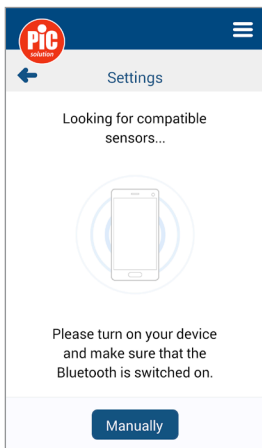 PiC
solution
Settings
Looking for compatible
sensors...
Please turn on your device
and make sure that the
Bluetooth is switched on.
Manually